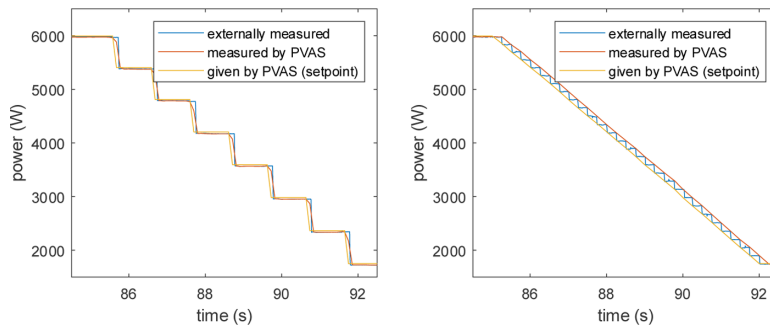 6000
5000
4000
3000
2000
power (W)
86
88
90
92
time (s)
externally measured
measured by PVAS
given by PVAS (setpoint)
6000
5000
4000
3000
2000
power (W)
86
88
90
92
time (s)
externally measured
measured by PVAS
given by PVAS (setpoint)